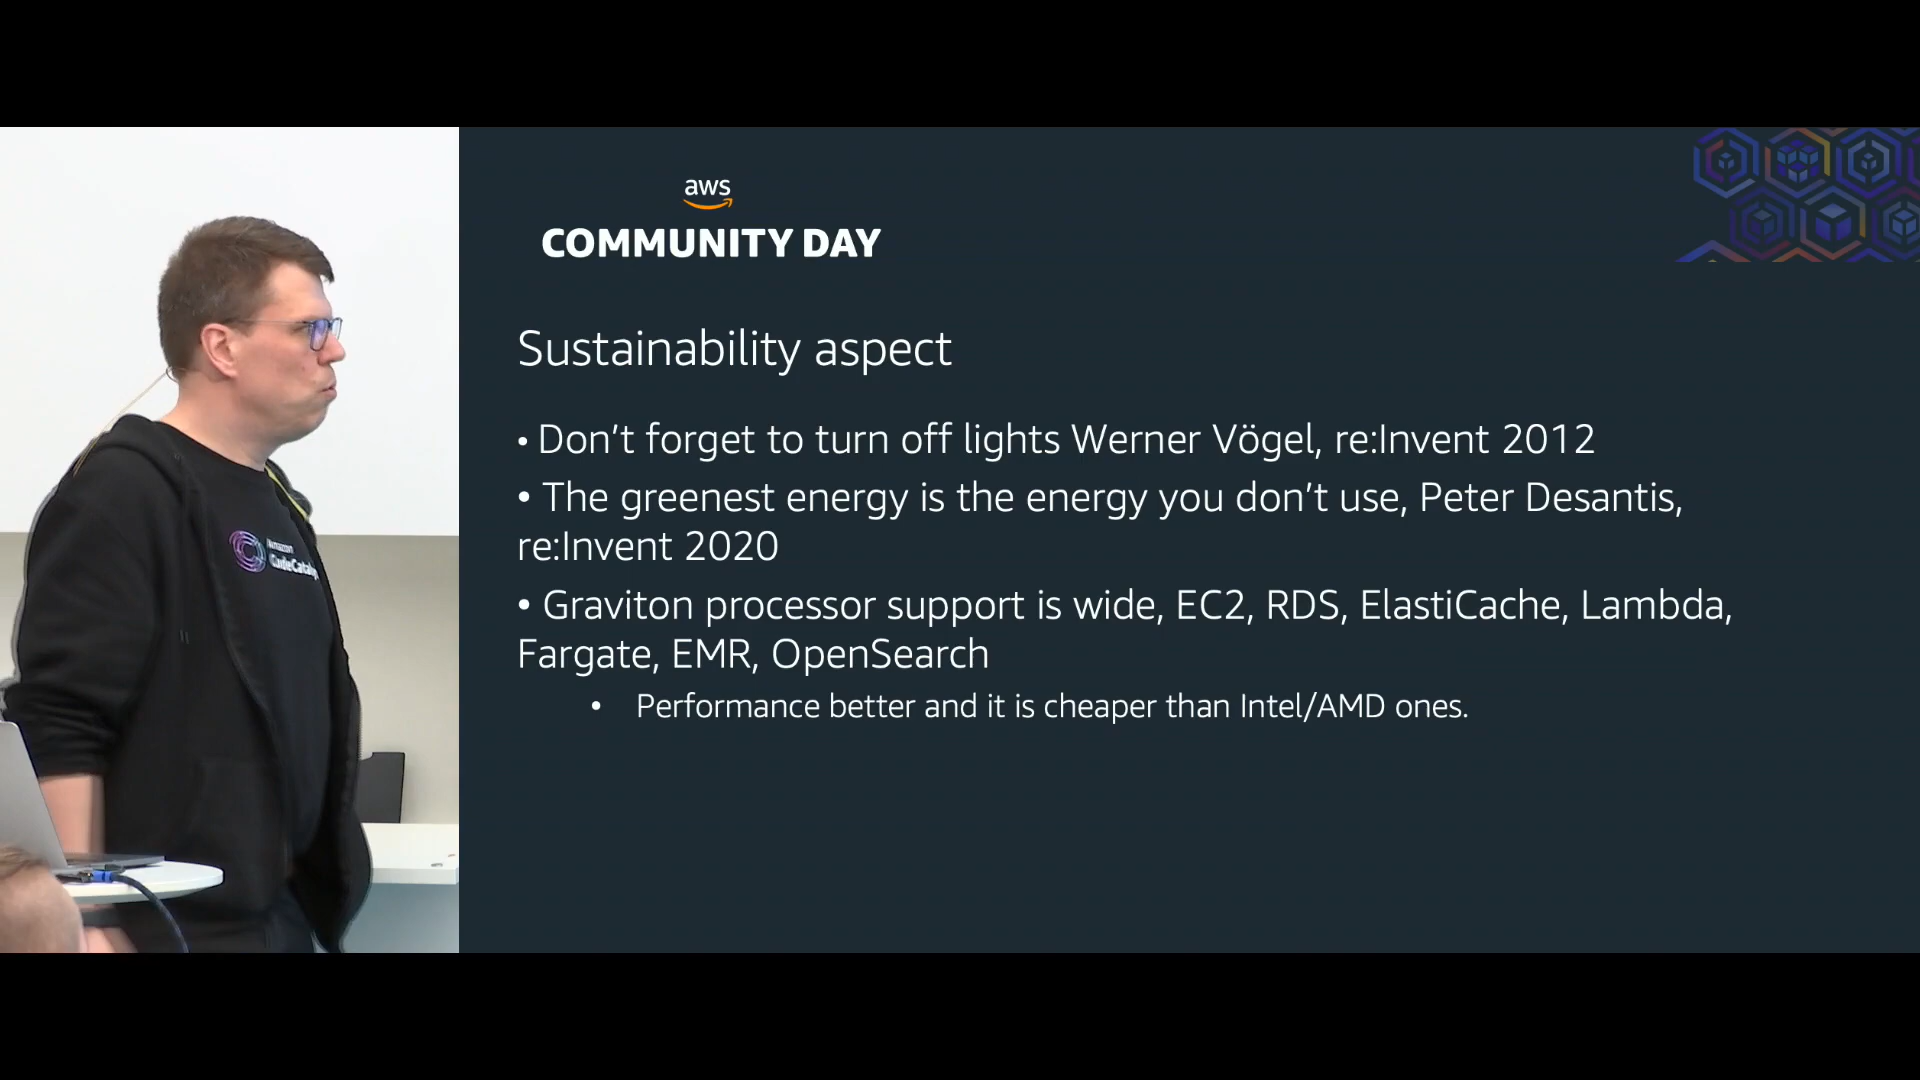 aws
COMMUNITY DAY
Sustainability aspect
• Don’t forget to turn off lights Werner Vögel, re:Invent 2012
• The greenest energy is the energy you don’t use, Peter Desantis,
re:Invent 2020
• Graviton processor support is wide, EC2, RDS, ElastiCache, Lambda,
Fargate, EMR, OpenSearch
• Performance better and it is cheaper than Intel/AMD ones.